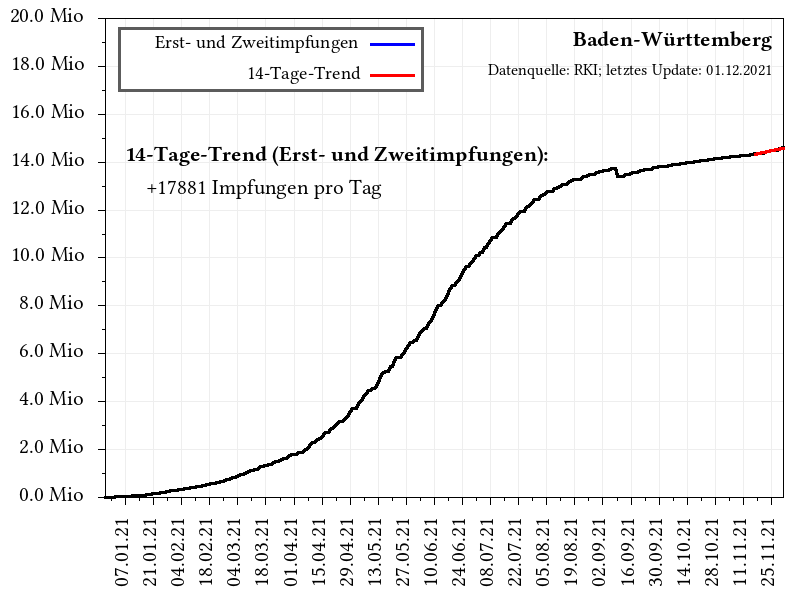 20.0 Mio
18.0 Mio
16.0 Mio
14.0 Mio
12.0 Mio
10.0 Mio
8.0 Mio
6.0 Mio
4.0 Mio
2.0 Mio
0.0 Mio
Erst- und Zweitimpfungen
14-Tage-Trend
Baden-Württemberg
Datenquelle: RKI; letztes Update: 01.12.2021
14-Tage-Trend (Erst- und Zweitimpfungen):
+17881 Impfungen pro Tag
07.01.21
21.01.21
04.02.21
18.02.21
04.03.21
18.03.21
01.04.21
15.04.21
29.04.21
13.05.21
27.05.21
10.06.21
24.06.21
08.07.21
22.07.21
05.08.21
19.08.21
02.09.21
16.09.21
30.09.21
14.10.21
28.10.21
11.11.21
25.11.21